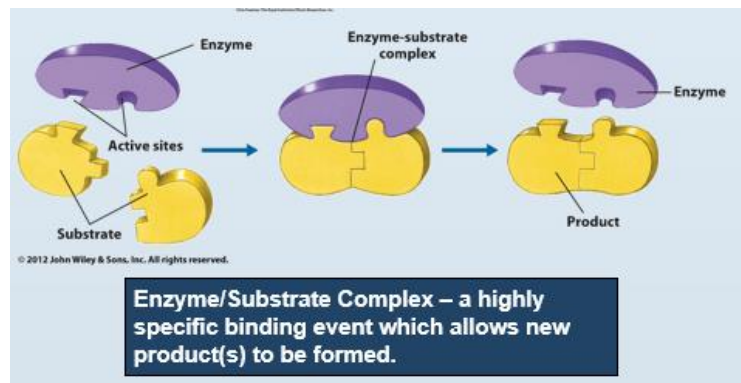 Enzyme
Enzyme-substrate
complex
Enzyme
Active sites
Substrate
Product
© 2012 John Wiley & Sons, Inc. All rights reserved.
Enzyme/Substrate Complex – a highly
specific binding event which allows new
product(s) to be formed.